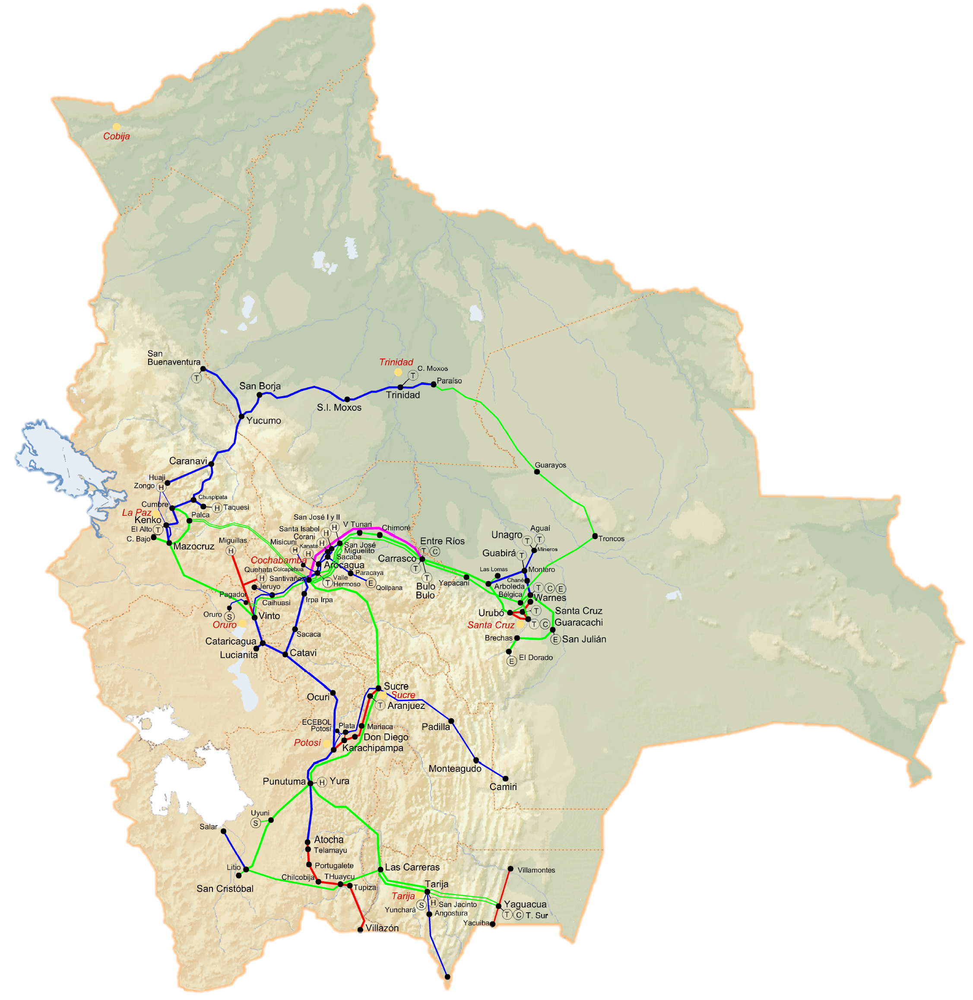 Cobija
San
Buenaventura
T
Trinidad
T
C. Moxos
Paraíso
Trinidad
San Borja
S.I. Moxos
Yucumo
Caranavi
Huaji
Zongo
H
Guarayos
Chuspipata
Cumbre
H
Taquesi
La Paz
Palca
Kenko
El Alto
T
C. Bajo
Mazocruz
Miguillas
H
San José I y II
H
Santa Isabel
H
Corani
H
Misicuni
H
Kanata
H
V Tunari
Chimoré
San José
Miguelito
Sacaba
Cochabamba
Arocagua
Colcapirhua
Paracaya
Quehata
H
Santivañez
Valle
Hermoso
T
E
Qollpana
Jeruyo
Pagador
Caihuasi
Irpa Irpa
Oruro
S
Vinto
Oruro
Entre Ríos
T
C
Carrasco
T
T
Bulo
Bulo
Yapacaní
Aguaí
Unagro
T
T
Troncos
Mineros
Guabirá
T
Las Lomas
Montero
Chané
Arboleda
Bélgica
T
C
E
Warnes
Urubó
T
Santa Cruz
Santa Cruz
T
C
Guaracachi
Brechas
E
San Julián
El Dorado
E
Cataricagua
Sacaca
Lucianita
Catavi
Ocuri
Sucre
Sucre
T
Aranjuez
ECEBOL
Potosí
Plata
Mariaca
Padilla
Don Diego
Potosí
Karachipampa
Monteagudo
Camiri
Punutuma
H
Yura
Uyuni
S
Salar
Atocha
Telamayu
Litio
Portugalete
Las Carreras
San Cristóbal
Chilcobija
THuaycu
Tupiza
Villamontes
Tarija
Tarija
S
H
San Jacinto
Yunchará
Angostura
Yaguacua
T
C
T. Sur
Yacuiba
Villazón